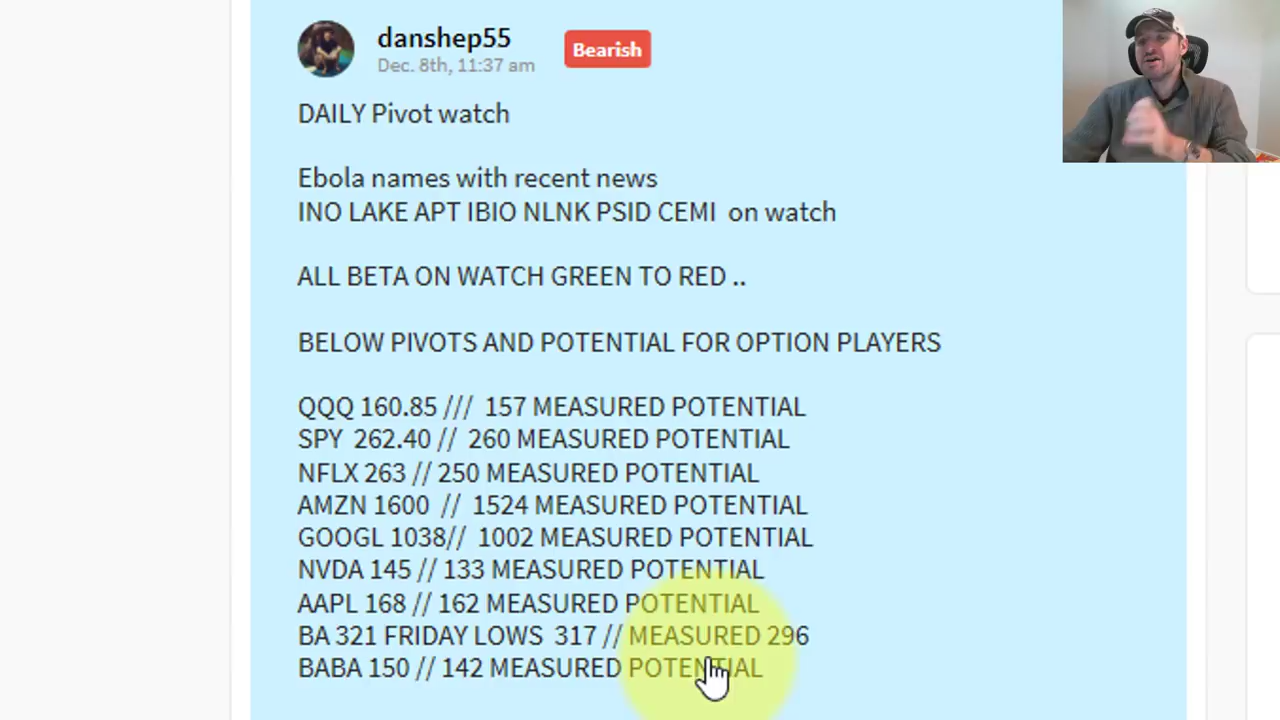 danshep55
Bearish
Dec. 8th, 11:37 am
DAILY Pivot watch
Ebola names with recent news
INO LAKE APT IBIO NLNK PSID CEMI on watch
ALL BETA ON WATCH GREEN TO RED ..
BELOW PIVOTS AND POTENTIAL FOR OPTION PLAYERS
QQQ 160.85 /// 157 MEASURED POTENTIAL
SPY 262.40 // 260 MEASURED POTENTIAL
NFLX 263 // 250 MEASURED POTENTIAL
AMZN 1600 // 1524 MEASURED POTENTIAL
GOOGL 1038// 1002 MEASURED POTENTIAL
NVDA 145 // 133 MEASURED POTENTIAL
AAPL 168 // 162 MEASURED POTENTIAL
BA 321 FRIDAY LOWS 317 // MEASURED 296
BABA 150 // 142 MEASURED POTENTIAL